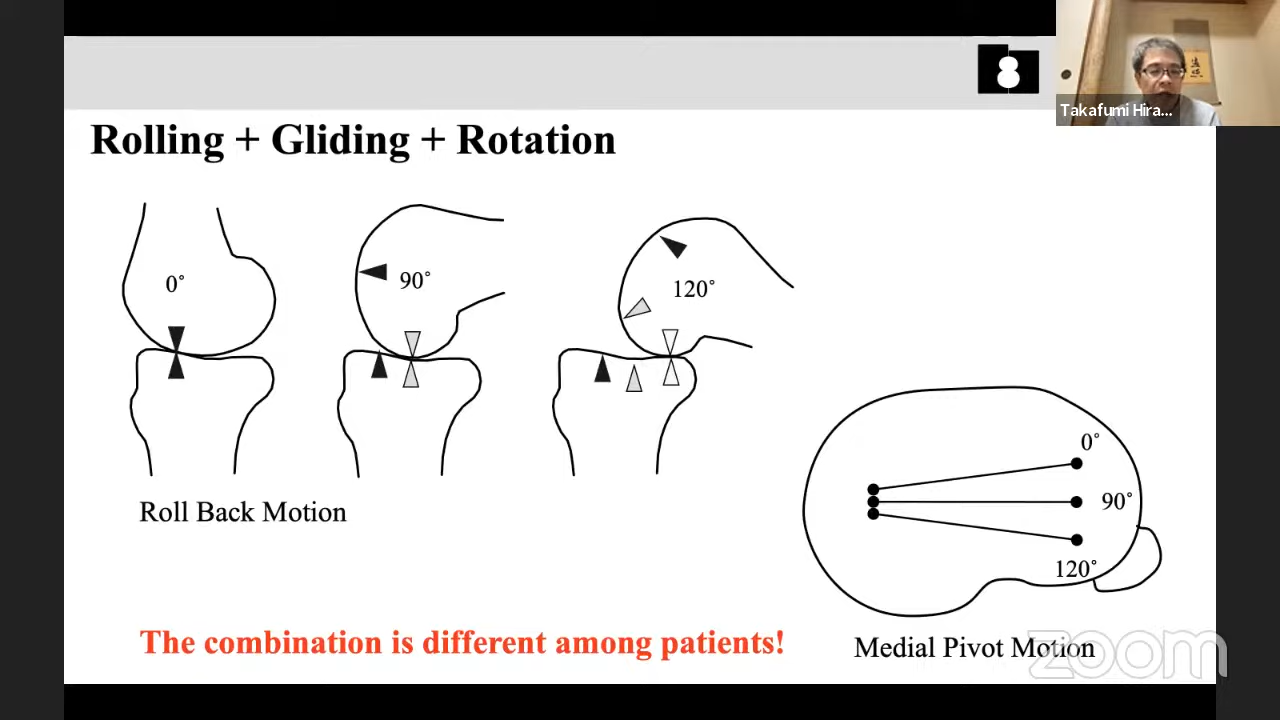 Takafumi Hira...
Rolling + Gliding + Rotation
0˚
90˚
120˚
Roll Back Motion
0˚
90˚
120˚
Medial Pivot Motion
The combination is different among patients!
zoom